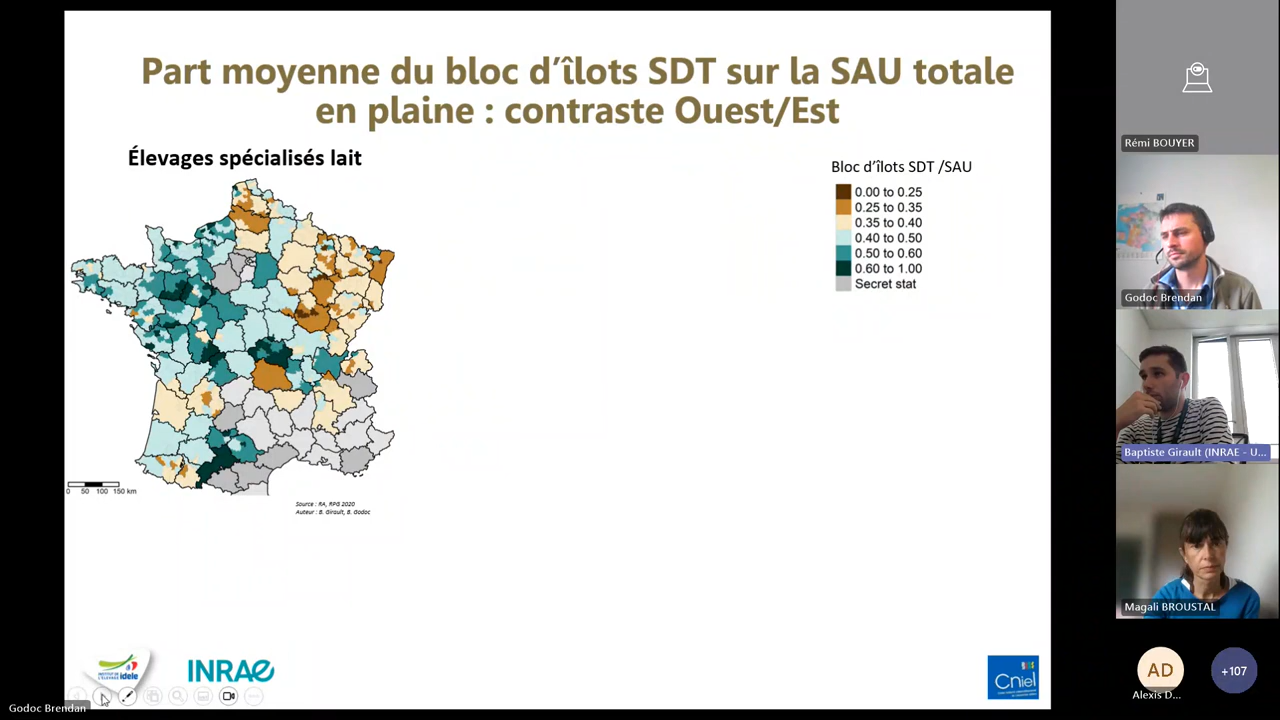 Part moyenne du bloc d'îlots SDT sur la SAU totale
en plaine : contraste Ouest/Est
Élevages spécialisés lait
Bloc d'îlots SDT /SAU
0.00 to 0.25
0.25 to 0.35
0.35 to 0.40
0.40 to 0.50
0.50 to 0.60
0.60 to 1.00
Secret stat
0 50 100 150 km
Source : RA, RPG 2020
Auteur : B. Girault, B. Godoc
INSTITUT DE L'ELEVAGE idele
INRAE
Cniel
Godoc Brendan
Rémi BOUYER
Godoc Brendan
Baptiste Girault (INRAE - U...
Magali BROUSTAL
AD
Alexis D...
+107